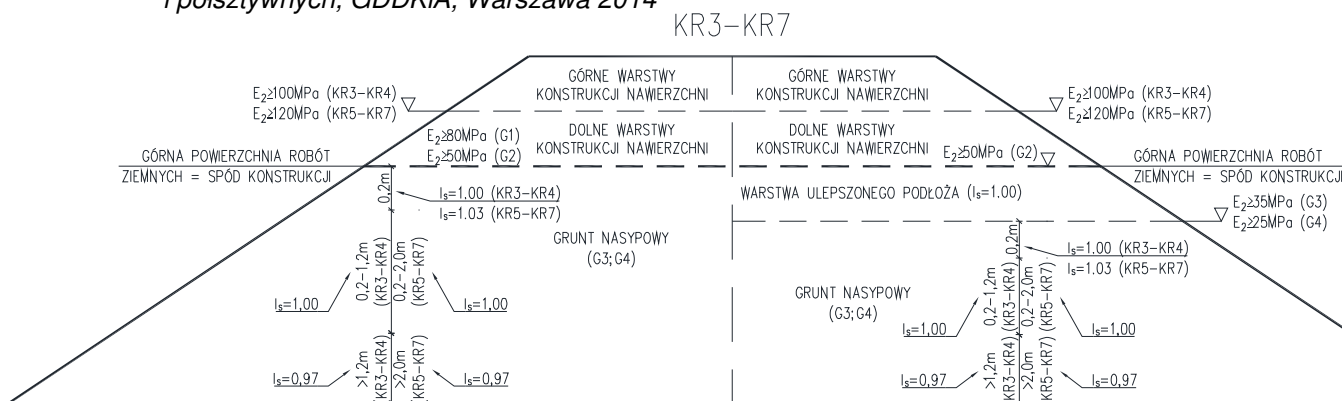 i półsztywnych, GDDKiA, Warszawa 2014
KR3-KR7
GÓRNE WARSTWY
KONSTRUKCJI NAWIERZCHNI
GÓRNE WARSTWY
KONSTRUKCJI NAWIERZCHNI
E₂≥100MPa (KR3-KR4)
E₂≥120MPa (KR5-KR7)
E₂≥100MPa (KR3-KR4)
E₂≥120MPa (KR5-KR7)
E₂≥80MPa (G1)
E₂≥50MPa (G2)
DOLNE WARSTWY
KONSTRUKCJI NAWIERZCHNI
DOLNE WARSTWY
KONSTRUKCJI NAWIERZCHNI
E₂≥50MPa (G2)
GÓRNA POWIERZCHNIA ROBÓT
ZIEMNYCH = SPÓD KONSTRUKCJI
GÓRNA POWIERZCHNIA ROBÓT
ZIEMNYCH = SPÓD KONSTRUKCJI
0,2m
Iₛ=1.00 (KR3-KR4)
Iₛ=1.03 (KR5-KR7)
WARSTWA ULEPSZONEGO PODŁOŻA (Iₛ=1.00)
E₂≥35MPa (G3)
E₂≥25MPa (G4)
GRUNT NASYPOWY
(G3;G4)
0,2m
Iₛ=1.00 (KR3-KR4)
Iₛ=1.03 (KR5-KR7)
0,2-1,2m
(KR3-KR4)
0,2-2,0m
(KR5-KR7)
Iₛ=1,00
Iₛ=1,00
GRUNT NASYPOWY
(G3;G4)
0,2-1,2m
(KR3-KR4)
0,2-2,0m
(KR5-KR7)
Iₛ=1,00
Iₛ=1,00
>1,2m
(KR3-KR4)
>2,0m
(KR5-KR7)
Iₛ=0,97
Iₛ=0,97
>1,2m
(KR3-KR4)
>2,0m
(KR5-KR7)
Iₛ=0,97
Iₛ=0,97